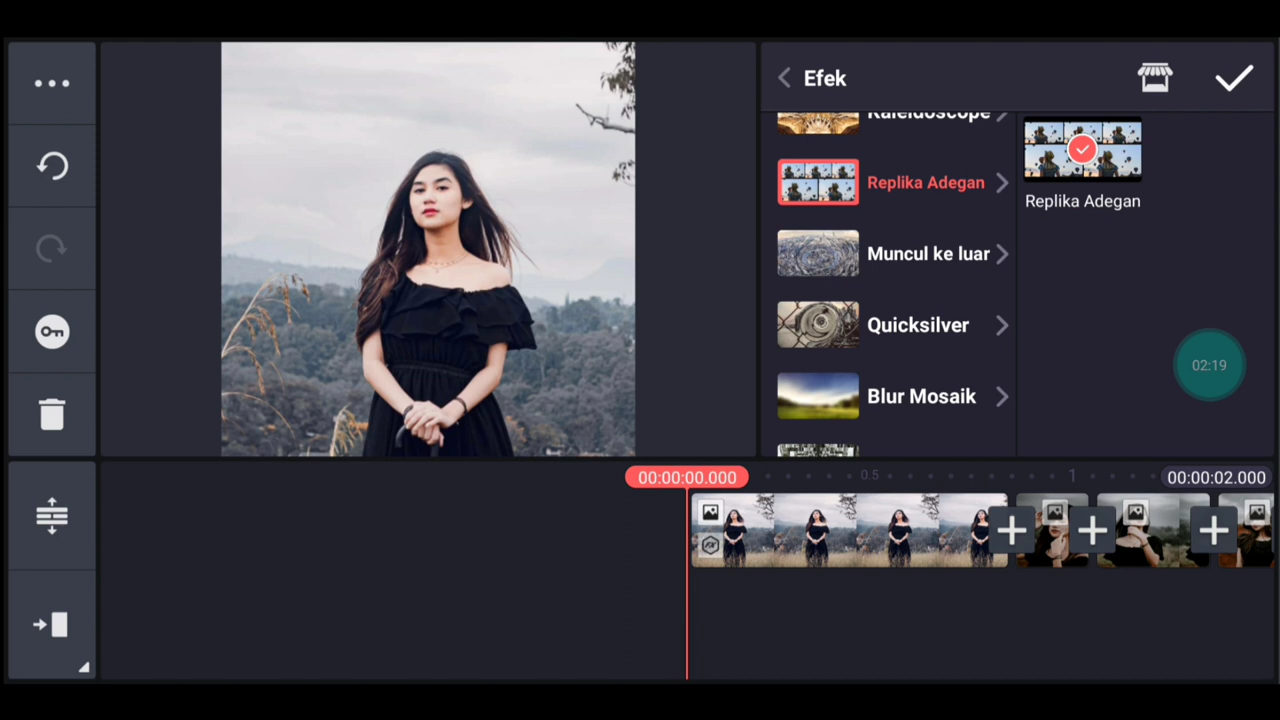 Efek
Kaleidoscope
Replika Adegan
Replika Adegan
Muncul ke luar
Quicksilver
02:19
Blur Mosaik
00:00:00.000
0.5
1
00:00:02.000